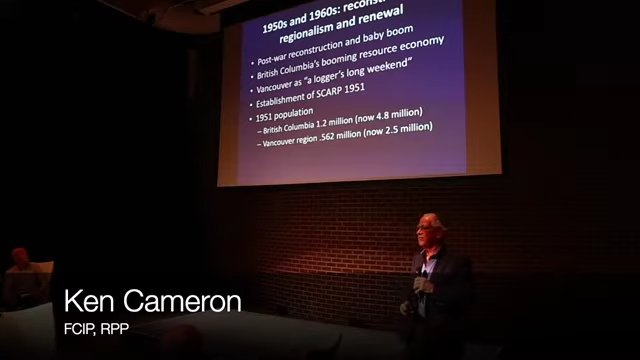 1950s and 1960s:
regionalism and renewal
• Post-war reconstruction and baby boom
• British Columbia's booming resource economy
• Vancouver as "a logger's long weekend"
• Establishment of SCARP 1951
• 1951 population
– British Columbia 1.2 million (now 4.8 million)
– Vancouver region .562 million (now 2.5 million)
Ken Cameron
FCIP, RPP